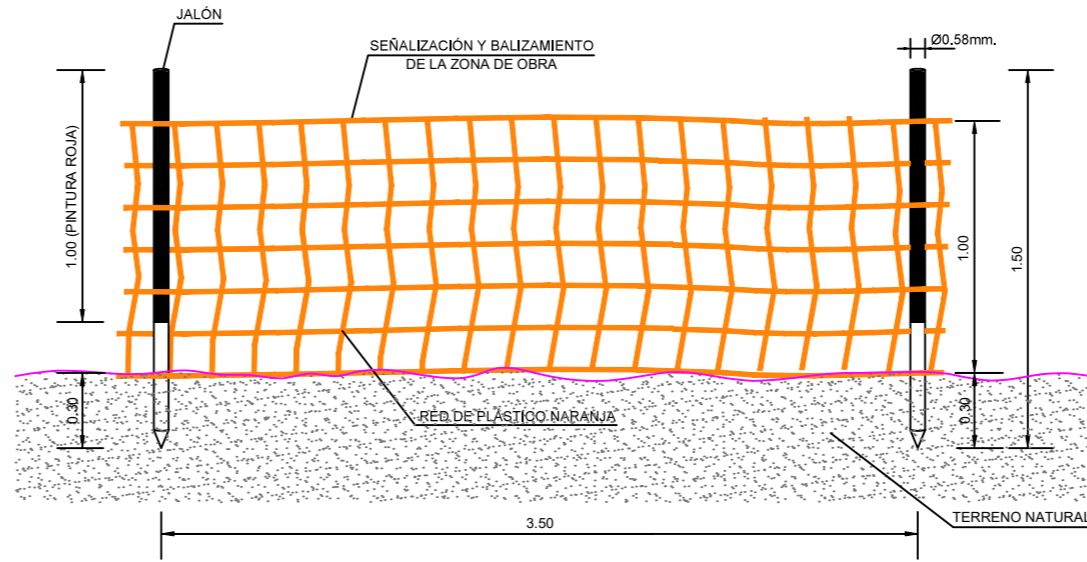 JALÓN
SEÑALIZACIÓN Y BALIZAMIENTO
DE LA ZONA DE OBRA
Ø0.58mm.
1.00 (PINTURA ROJA)
1.00
1.50
0.30
RED DE PLÁSTICO NARANJA
0.30
3.50
TERRENO NATURAL